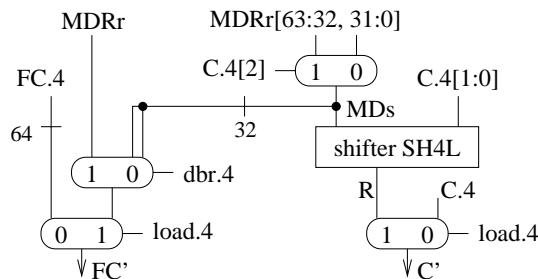 MDRr MDRr[63:32, 31:0]
FC.4 C.4[2] 1 0 C.4[1:0]
64 32 MDs
shifter SH4L
1 0 dbr.4 R C.4
0 1 load.4 1 0 load.4
FC' C'